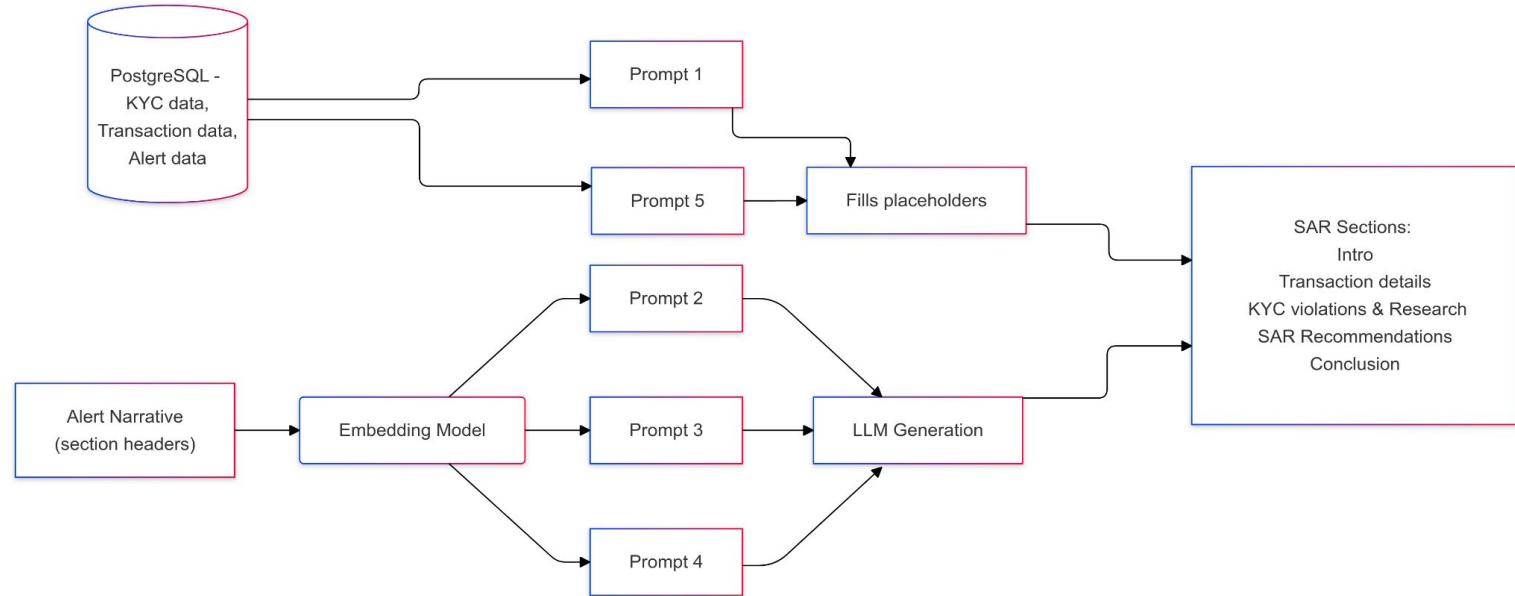 PostgreSQL -
KYC data,
Transaction data,
Alert data
Prompt 1
Prompt 5
Fills placeholders
Prompt 2
Alert Narrative
(section headers)
Embedding Model
Prompt 3
LLM Generation
Prompt 4
SAR Sections:
Intro
Transaction details
KYC violations & Research
SAR Recommendations
Conclusion